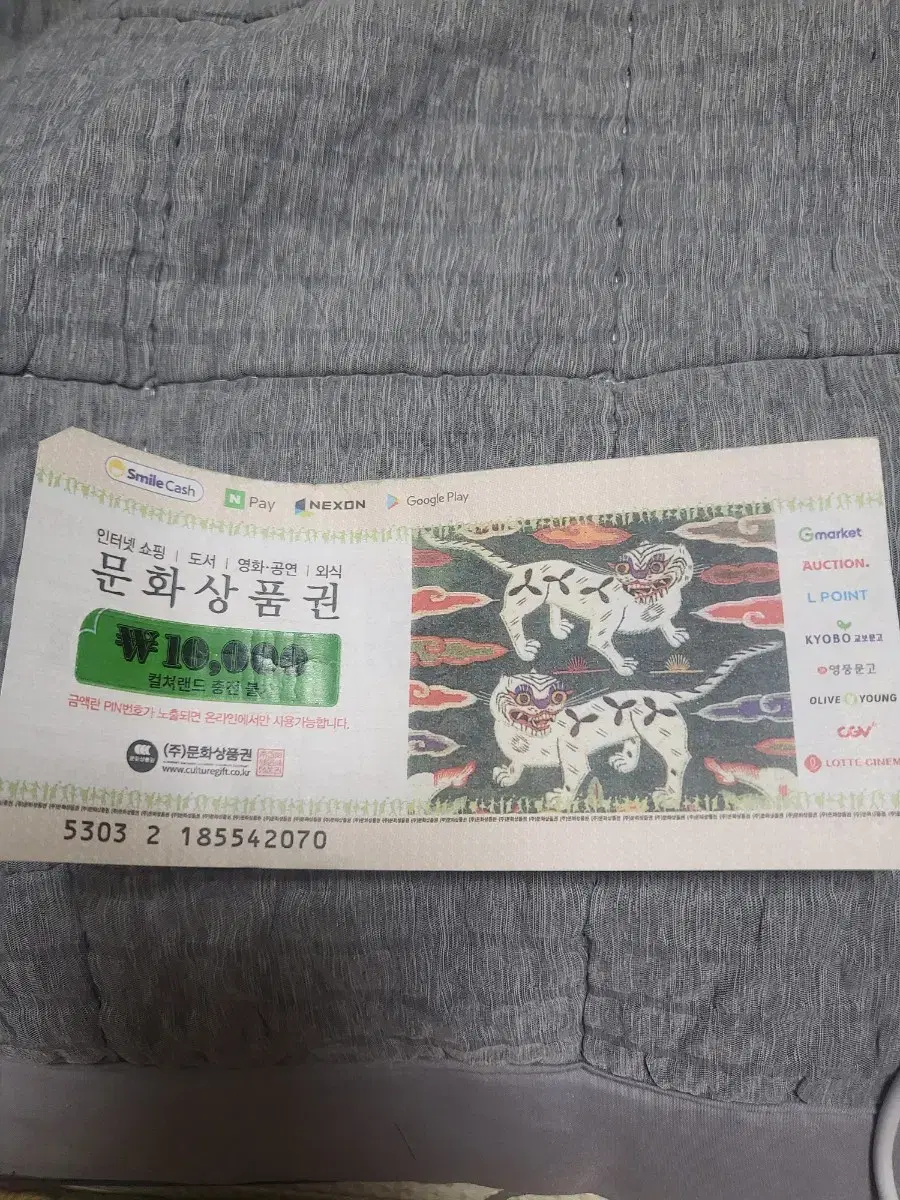 SmileCash
N Pay
NEXON
Google Play
인터넷 쇼핑 | 도서 | 영화·공연 | 외식
문화상품권
₩10,000
컬쳐랜드 충전 불
금액란 PIN번호가 노출되면 온라인에서만 사용가능합니다.
(주)문화상품권
www.culturegift.co.kr
5303 2 185542070
Gmarket
AUCTION.
L POINT
KYOBO 교보문고
영풍문고
OLIVE YOUNG
CGV
LOTTE CINEM